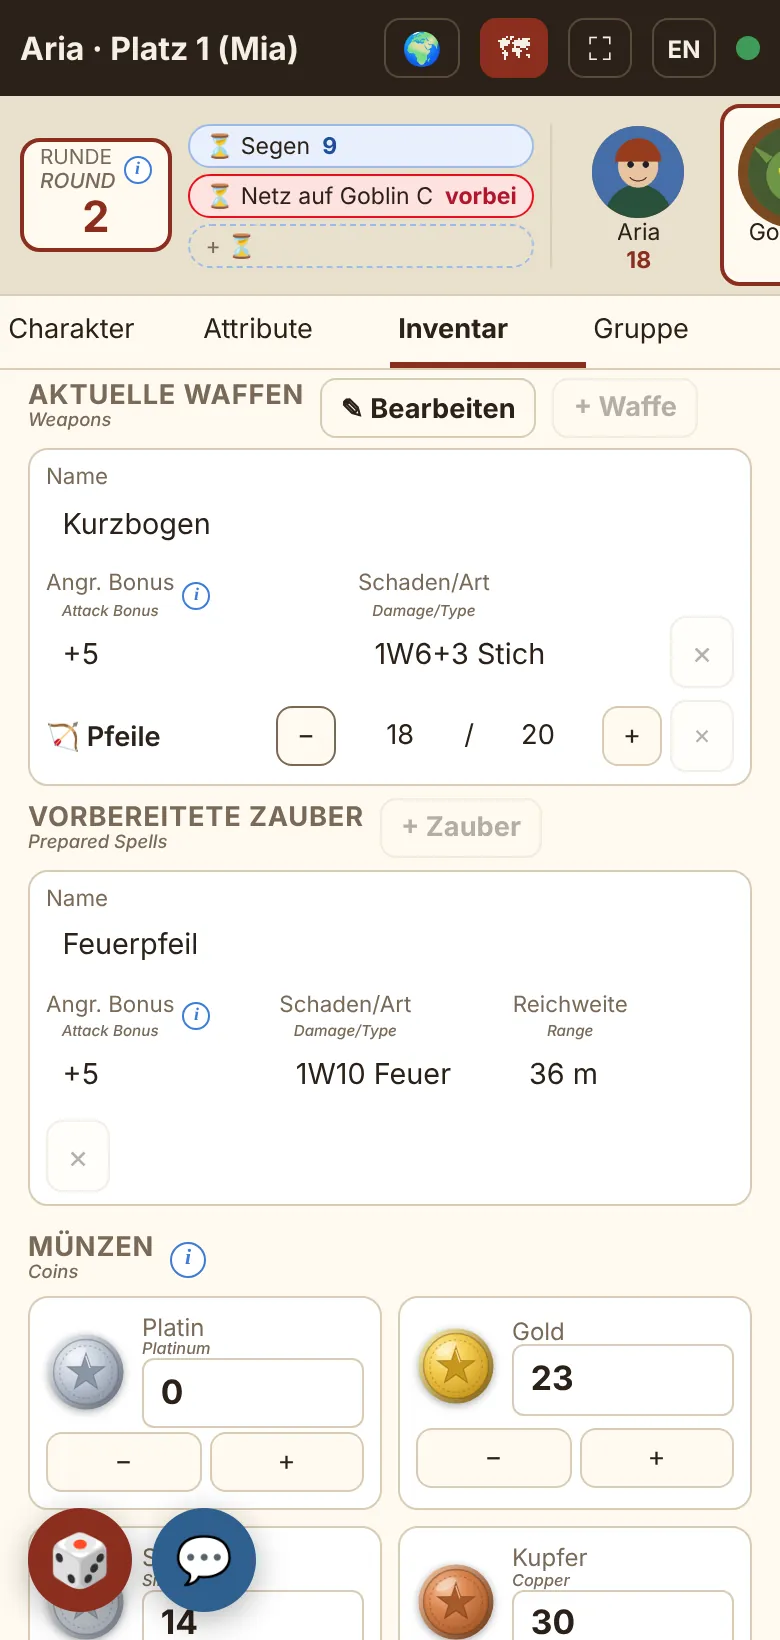 Aria · Platz 1 (Mia)
EN
RUNDE
ROUND
2
Segen 9
Netz auf Goblin C vorbei
+
Aria
18
Go
Charakter Attribute Inventar Gruppe
AKTUELLE WAFFEN
Weapons
✎ Bearbeiten
+ Waffe
Name
Kurzbogen
Angr. Bonus i
Attack Bonus
Schaden/Art
Damage/Type
+5
1W6+3 Stich
×
Pfeile − 18 / 20 + ×
VORBEREITETE ZAUBER
Prepared Spells
+ Zauber
Name
Feuerpfeil
Angr. Bonus i
Attack Bonus
Schaden/Art
Damage/Type
Reichweite
Range
+5
1W10 Feuer
36 m
×
MÜNZEN i
Coins
Platin
Platinum
0
− +
Gold
23
− +
14
Kupfer
Copper
30